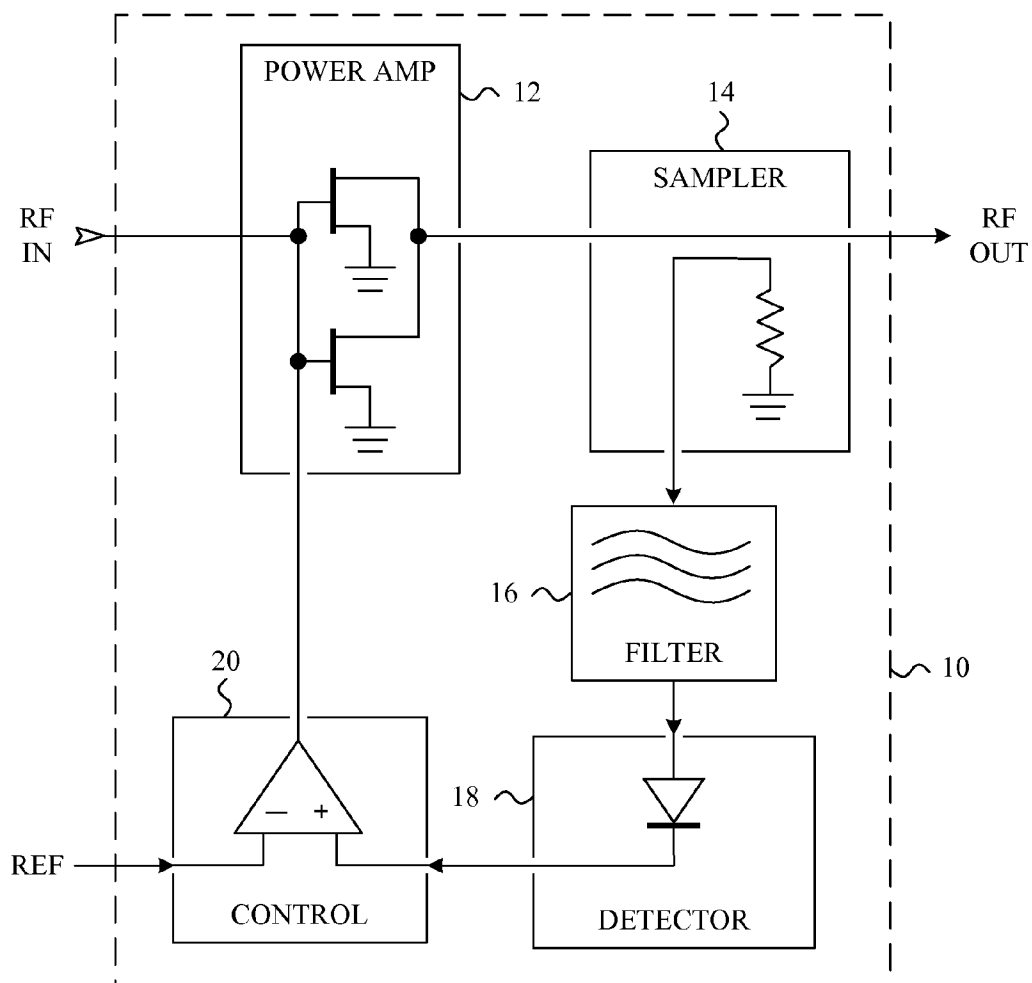 POWER AMP
12
14
SAMPLER
RF
IN
RF
OUT
16
FILTER
10
20
18
— +
REF
CONTROL
DETECTOR